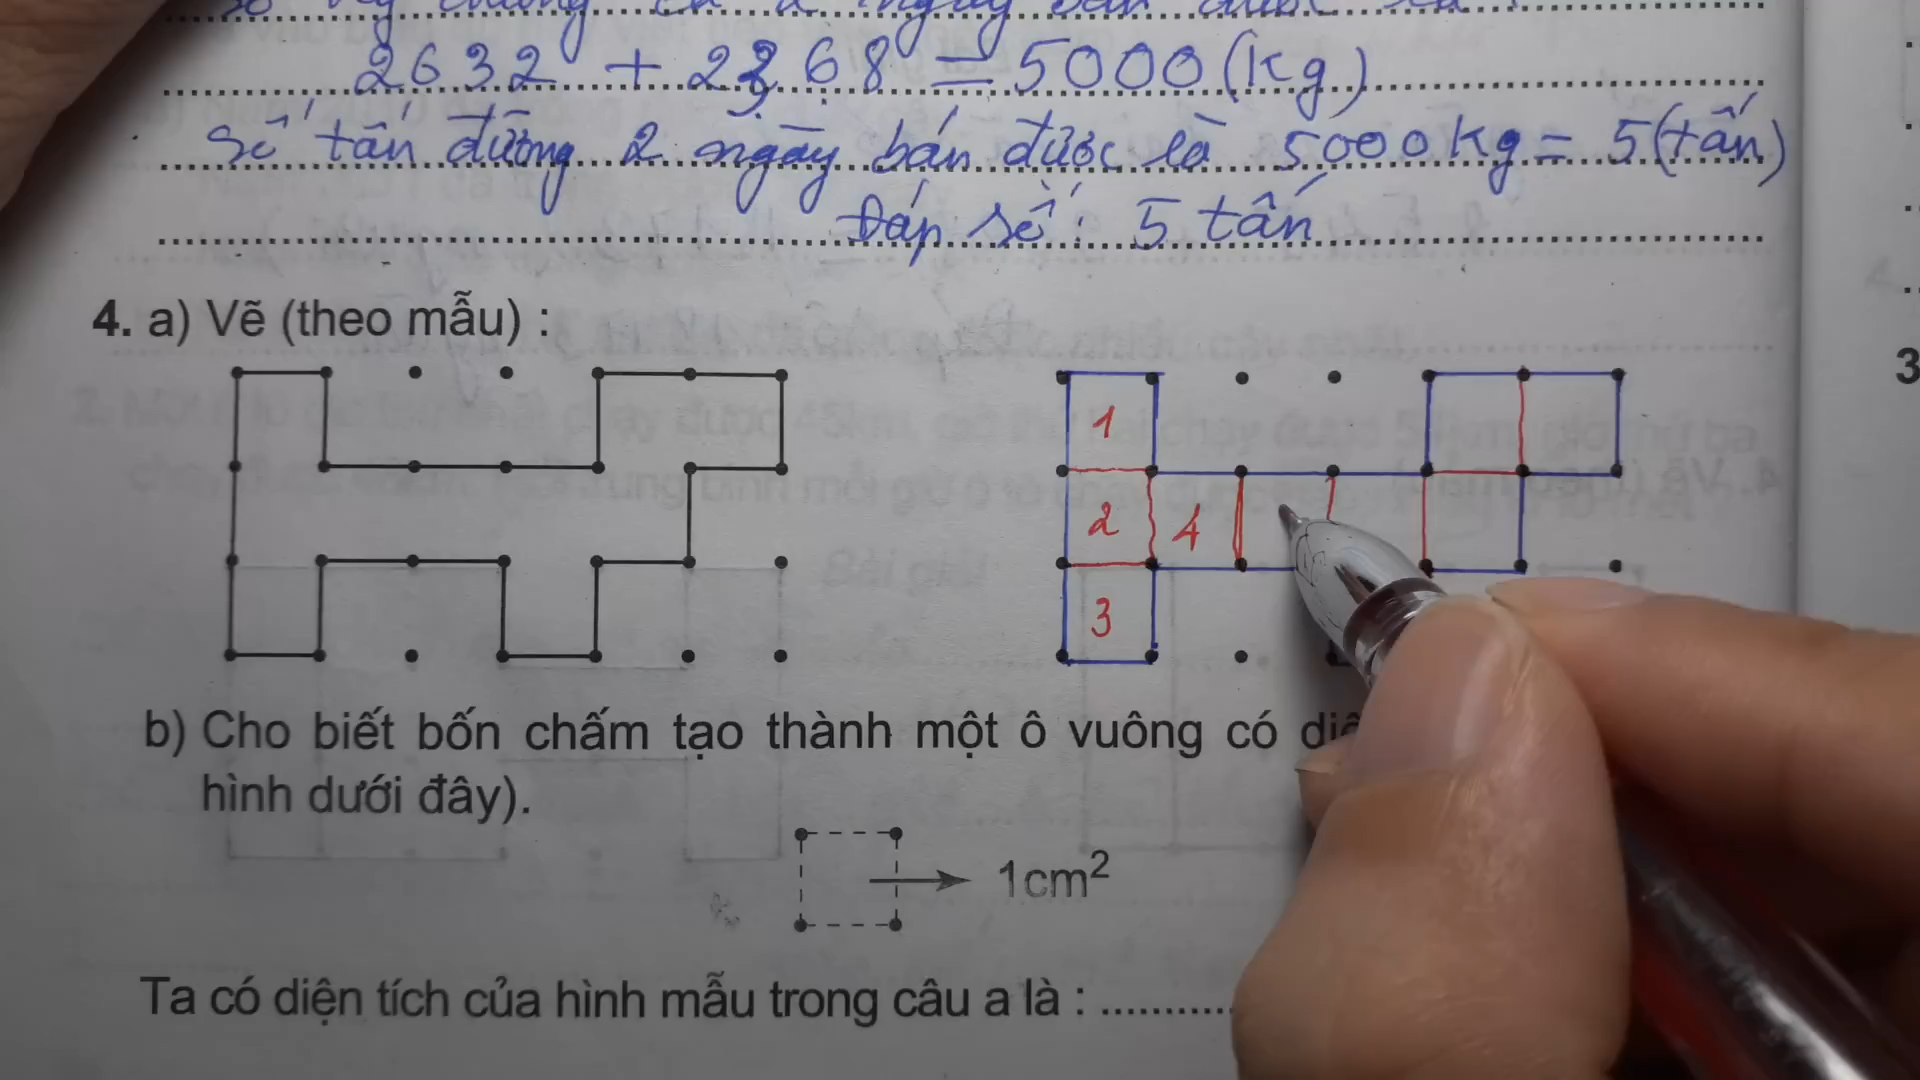 2632 + 2368 = 5000 (kg)
Số tấn đường 2 ngày bán được là 5000kg = 5 (tấn)
Đáp số : 5 tấn
4. a) Vẽ (theo mẫu) :
3
1
2 4
3
b) Cho biết bốn chấm tạo thành một ô vuông có
hình dưới đây).
1cm²
Ta có diện tích của hình mẫu trong câu a là : ............